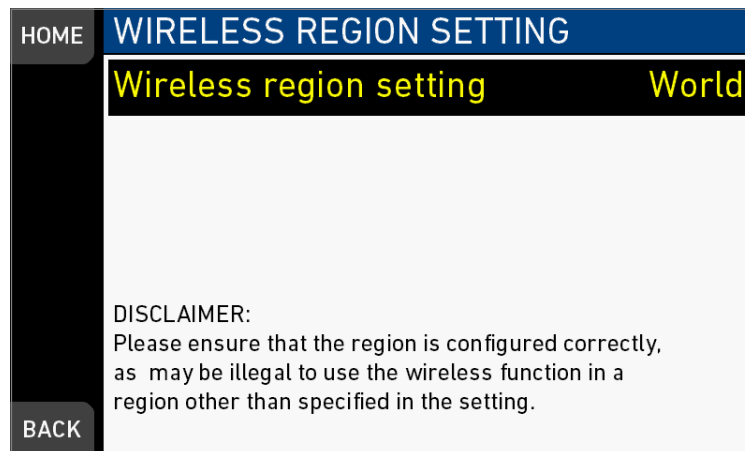 HOME
WIRELESS REGION SETTING
Wireless region setting World
DISCLAIMER:
Please ensure that the region is configured correctly,
as may be illegal to use the wireless function in a
region other than specified in the setting.
BACK